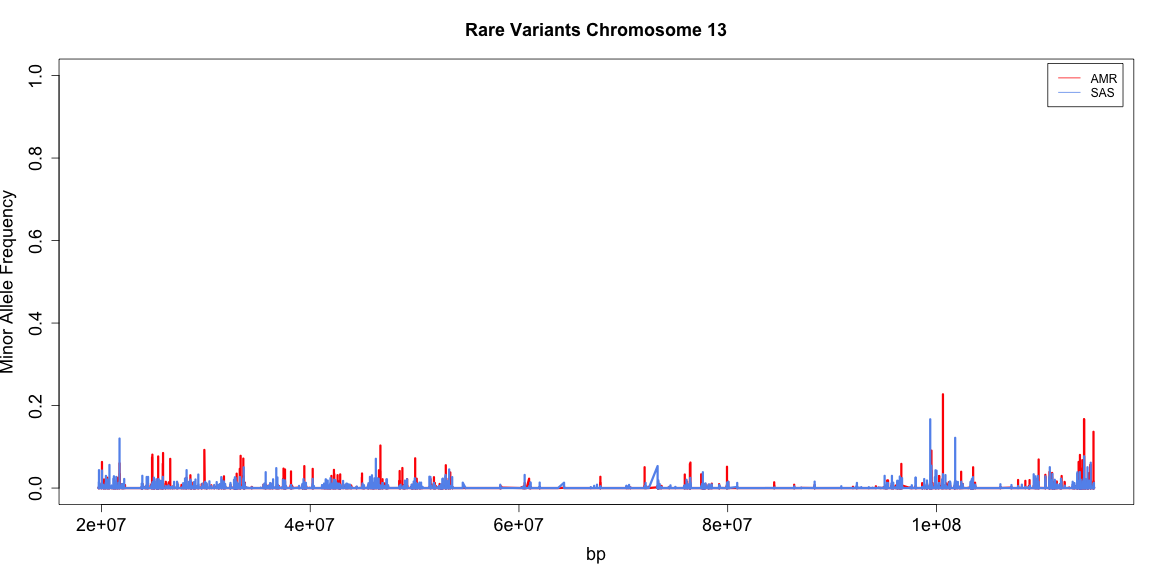 Rare Variants Chromosome 13
AMR
SAS
Minor Allele Frequency
1.0
0.8
0.6
0.4
0.2
0.0
2e+07 4e+07 6e+07 8e+07 1e+08
bp